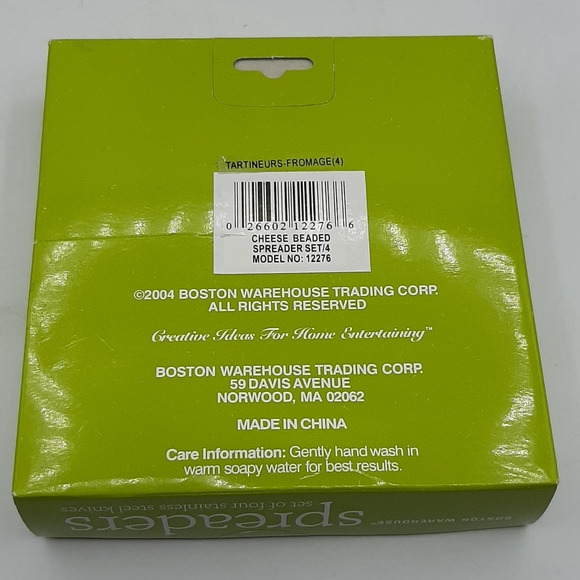 TARTINEURS-FROMAGE(4)
0 26602 12276 6
CHEESE BEADED
SPREADER SET/4
MODEL NO: 12276
©2004 BOSTON WAREHOUSE TRADING CORP.
ALL RIGHTS RESERVED
Creative Ideas For Home Entertaining™
BOSTON WAREHOUSE TRADING CORP.
59 DAVIS AVENUE
NORWOOD, MA 02062
MADE IN CHINA
Care Information: Gently hand wash in
warm soapy water for best results.
BOSTON WAREHOUSE®
spreaders
set of four stainless steel knives